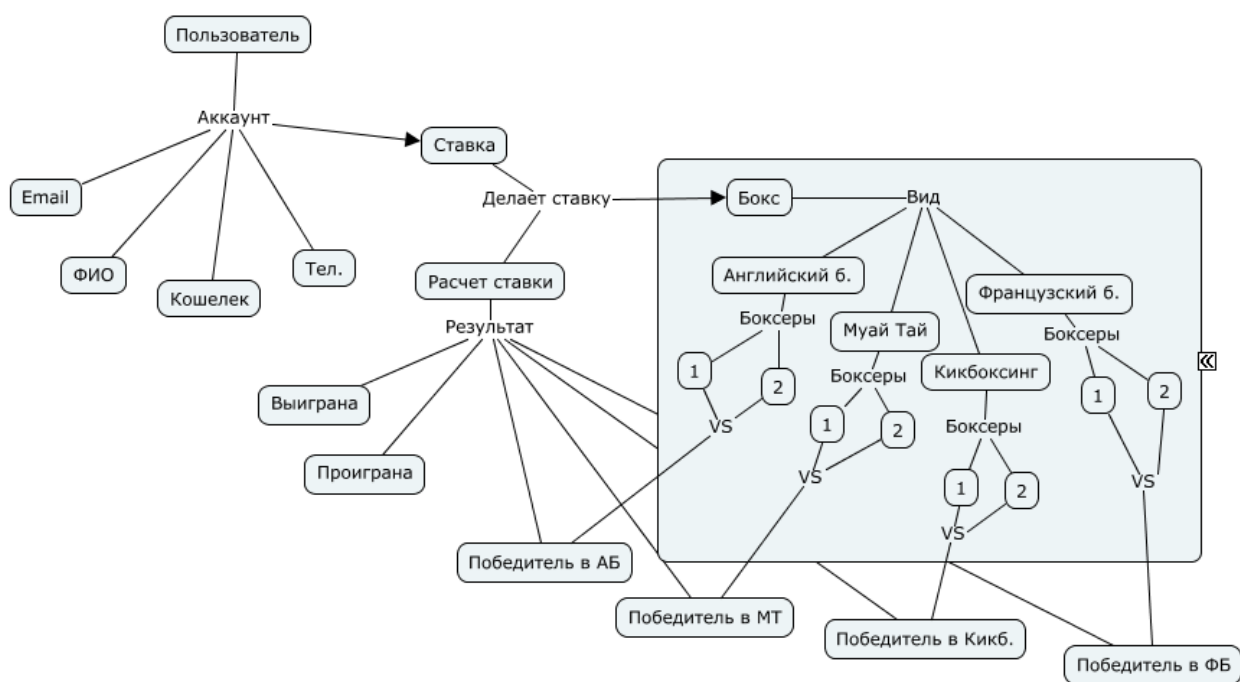 Пользователь
Аккаунт
Ставка
Email
ФИО
Кошелек
Тел.
Делает ставку
Бокс
Вид
Расчет ставки
Результат
Выиграна
Проиграна
Английский б.
Боксеры
1
2
VS
Муай Тай
Боксеры
1
2
VS
Кикбоксинг
Боксеры
1
2
VS
Французский б.
Боксеры
1
2
VS
Победитель в АБ
Победитель в МТ
Победитель в Кикб.
Победитель в ФБ